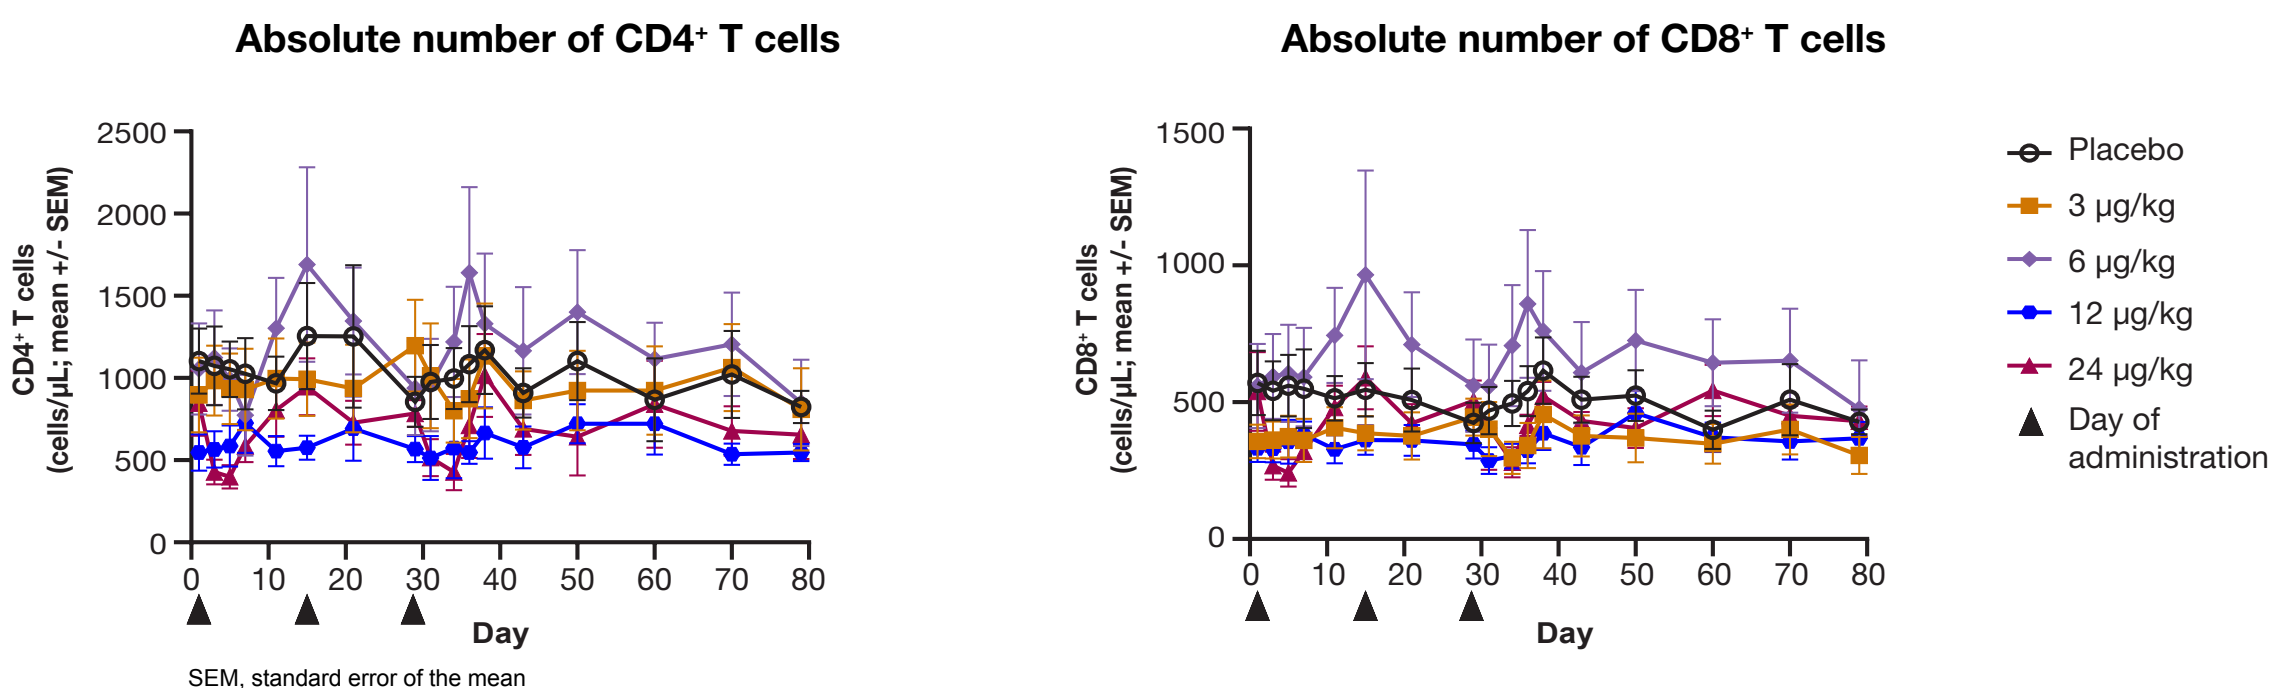 Absolute number of CD4⁺ T cells
CD4⁺ T cells
(cells/µL; mean +/- SEM)
2500
2000
1500
1000
500
0
0 10 20 30 40 50 60 70 80
Day
SEM, standard error of the mean
Absolute number of CD8⁺ T cells
CD8⁺ T cells
(cells/µL; mean +/- SEM)
1500
1000
500
0
0 10 20 30 40 50 60 70 80
Day
Placebo
3 µg/kg
6 µg/kg
12 µg/kg
24 µg/kg
Day of
administration